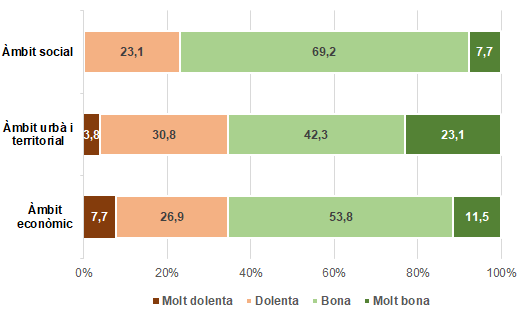 Àmbit social
23,1
69,2
7,7
Àmbit urbà i
territorial
3,8
30,8
42,3
23,1
Àmbit
econòmic
7,7
26,9
53,8
11,5
0%
20%
40%
60%
80%
100%
Molt dolenta
Dolenta
Bona
Molt bona